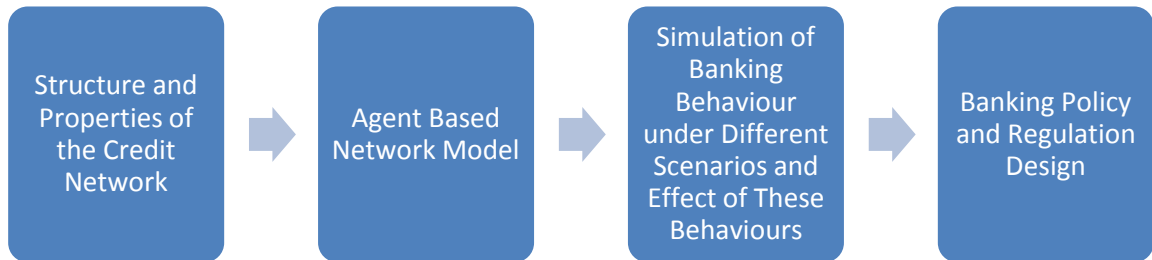 Structure and
Properties of
the Credit
Network
Agent Based
Network Model
Simulation of
Banking
Behaviour
under Different
Scenarios and
Effect of These
Behaviours
Banking Policy
and Regulation
Design